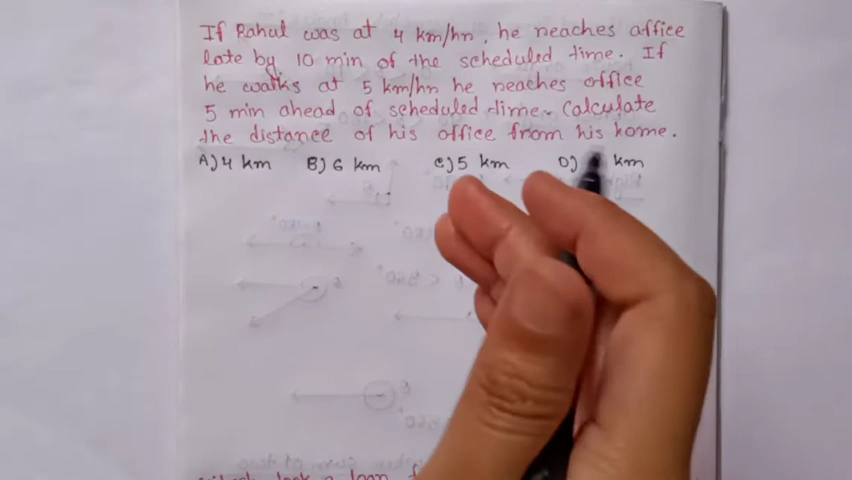 If Rahul was at 4 km/hr, he reaches office
late by 10 min of the scheduled time. If
he walks at 5 km/hr he reaches office
5 min ahead of scheduled time. Calculate
the distance of his office from his home.
A) 4 km B) 6 km C) 5 km D) km
took a loan